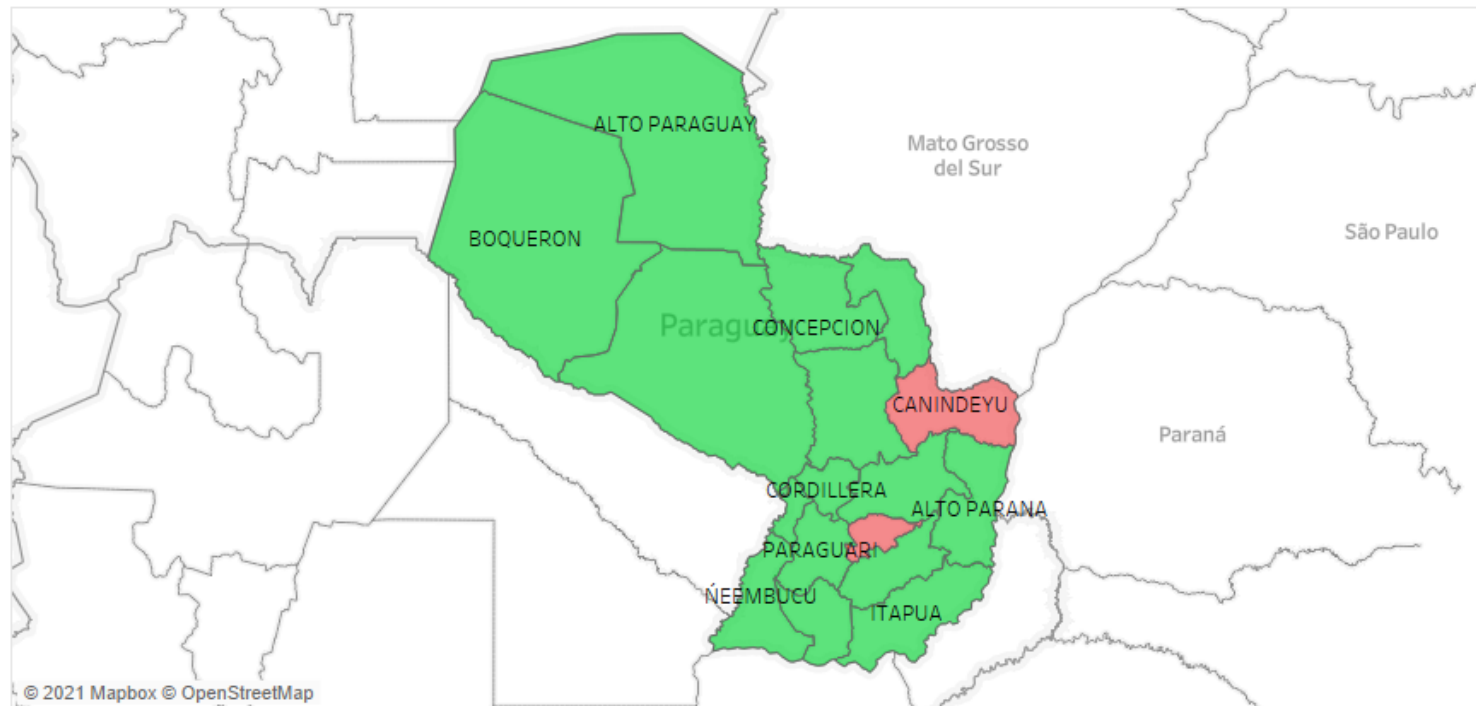 ALTO PARAGUAY
Mato Grosso
del Sur
BOQUERON
São Paulo
Paraguay
CONCEPCION
CANINDEYU
Paraná
CORDILLERA
ALTO PARANA
PARAGUARI
ÑEEMBUCU
ITAPUA
© 2021 Mapbox © OpenStreetMap